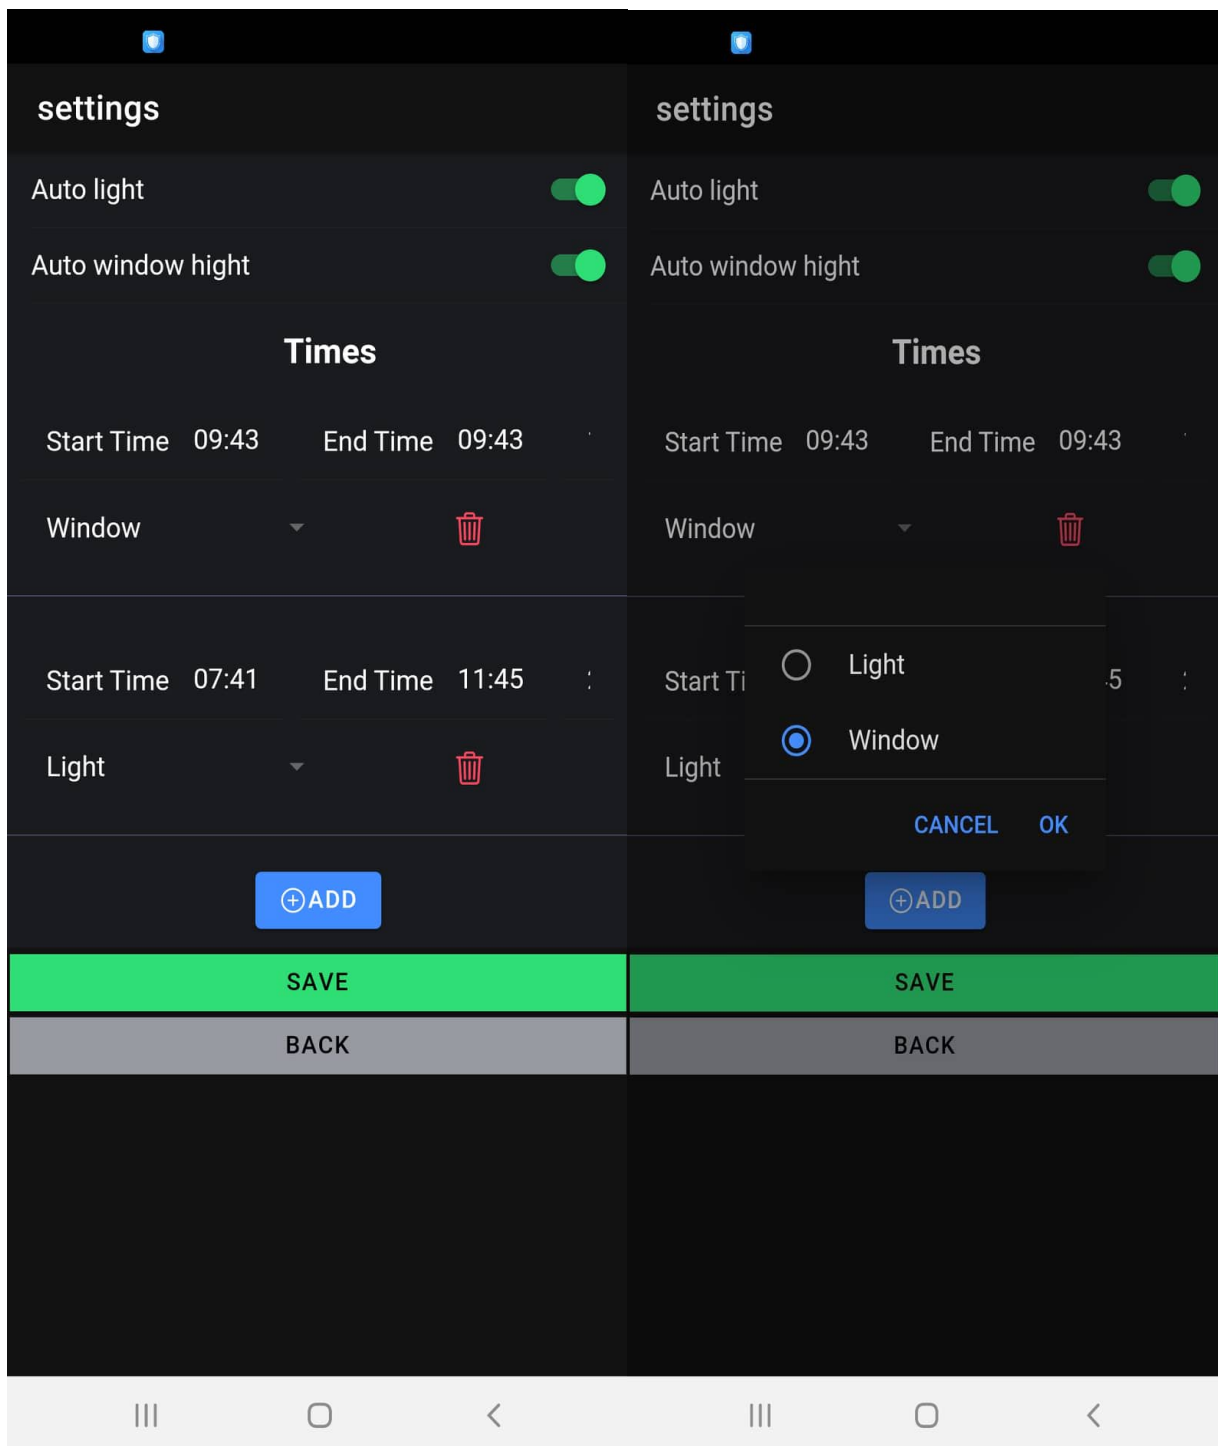 settings
Auto light
Auto window hight
Times
Start Time 09:43 End Time 09:43
Window
Start Time 07:41 End Time 11:45
Light
ADD
SAVE
BACK
settings
Auto light
Auto window hight
Times
Start Time 09:43 End Time 09:43
Window
Light
Start Ti
Window
Light
CANCEL OK
ADD
SAVE
BACK